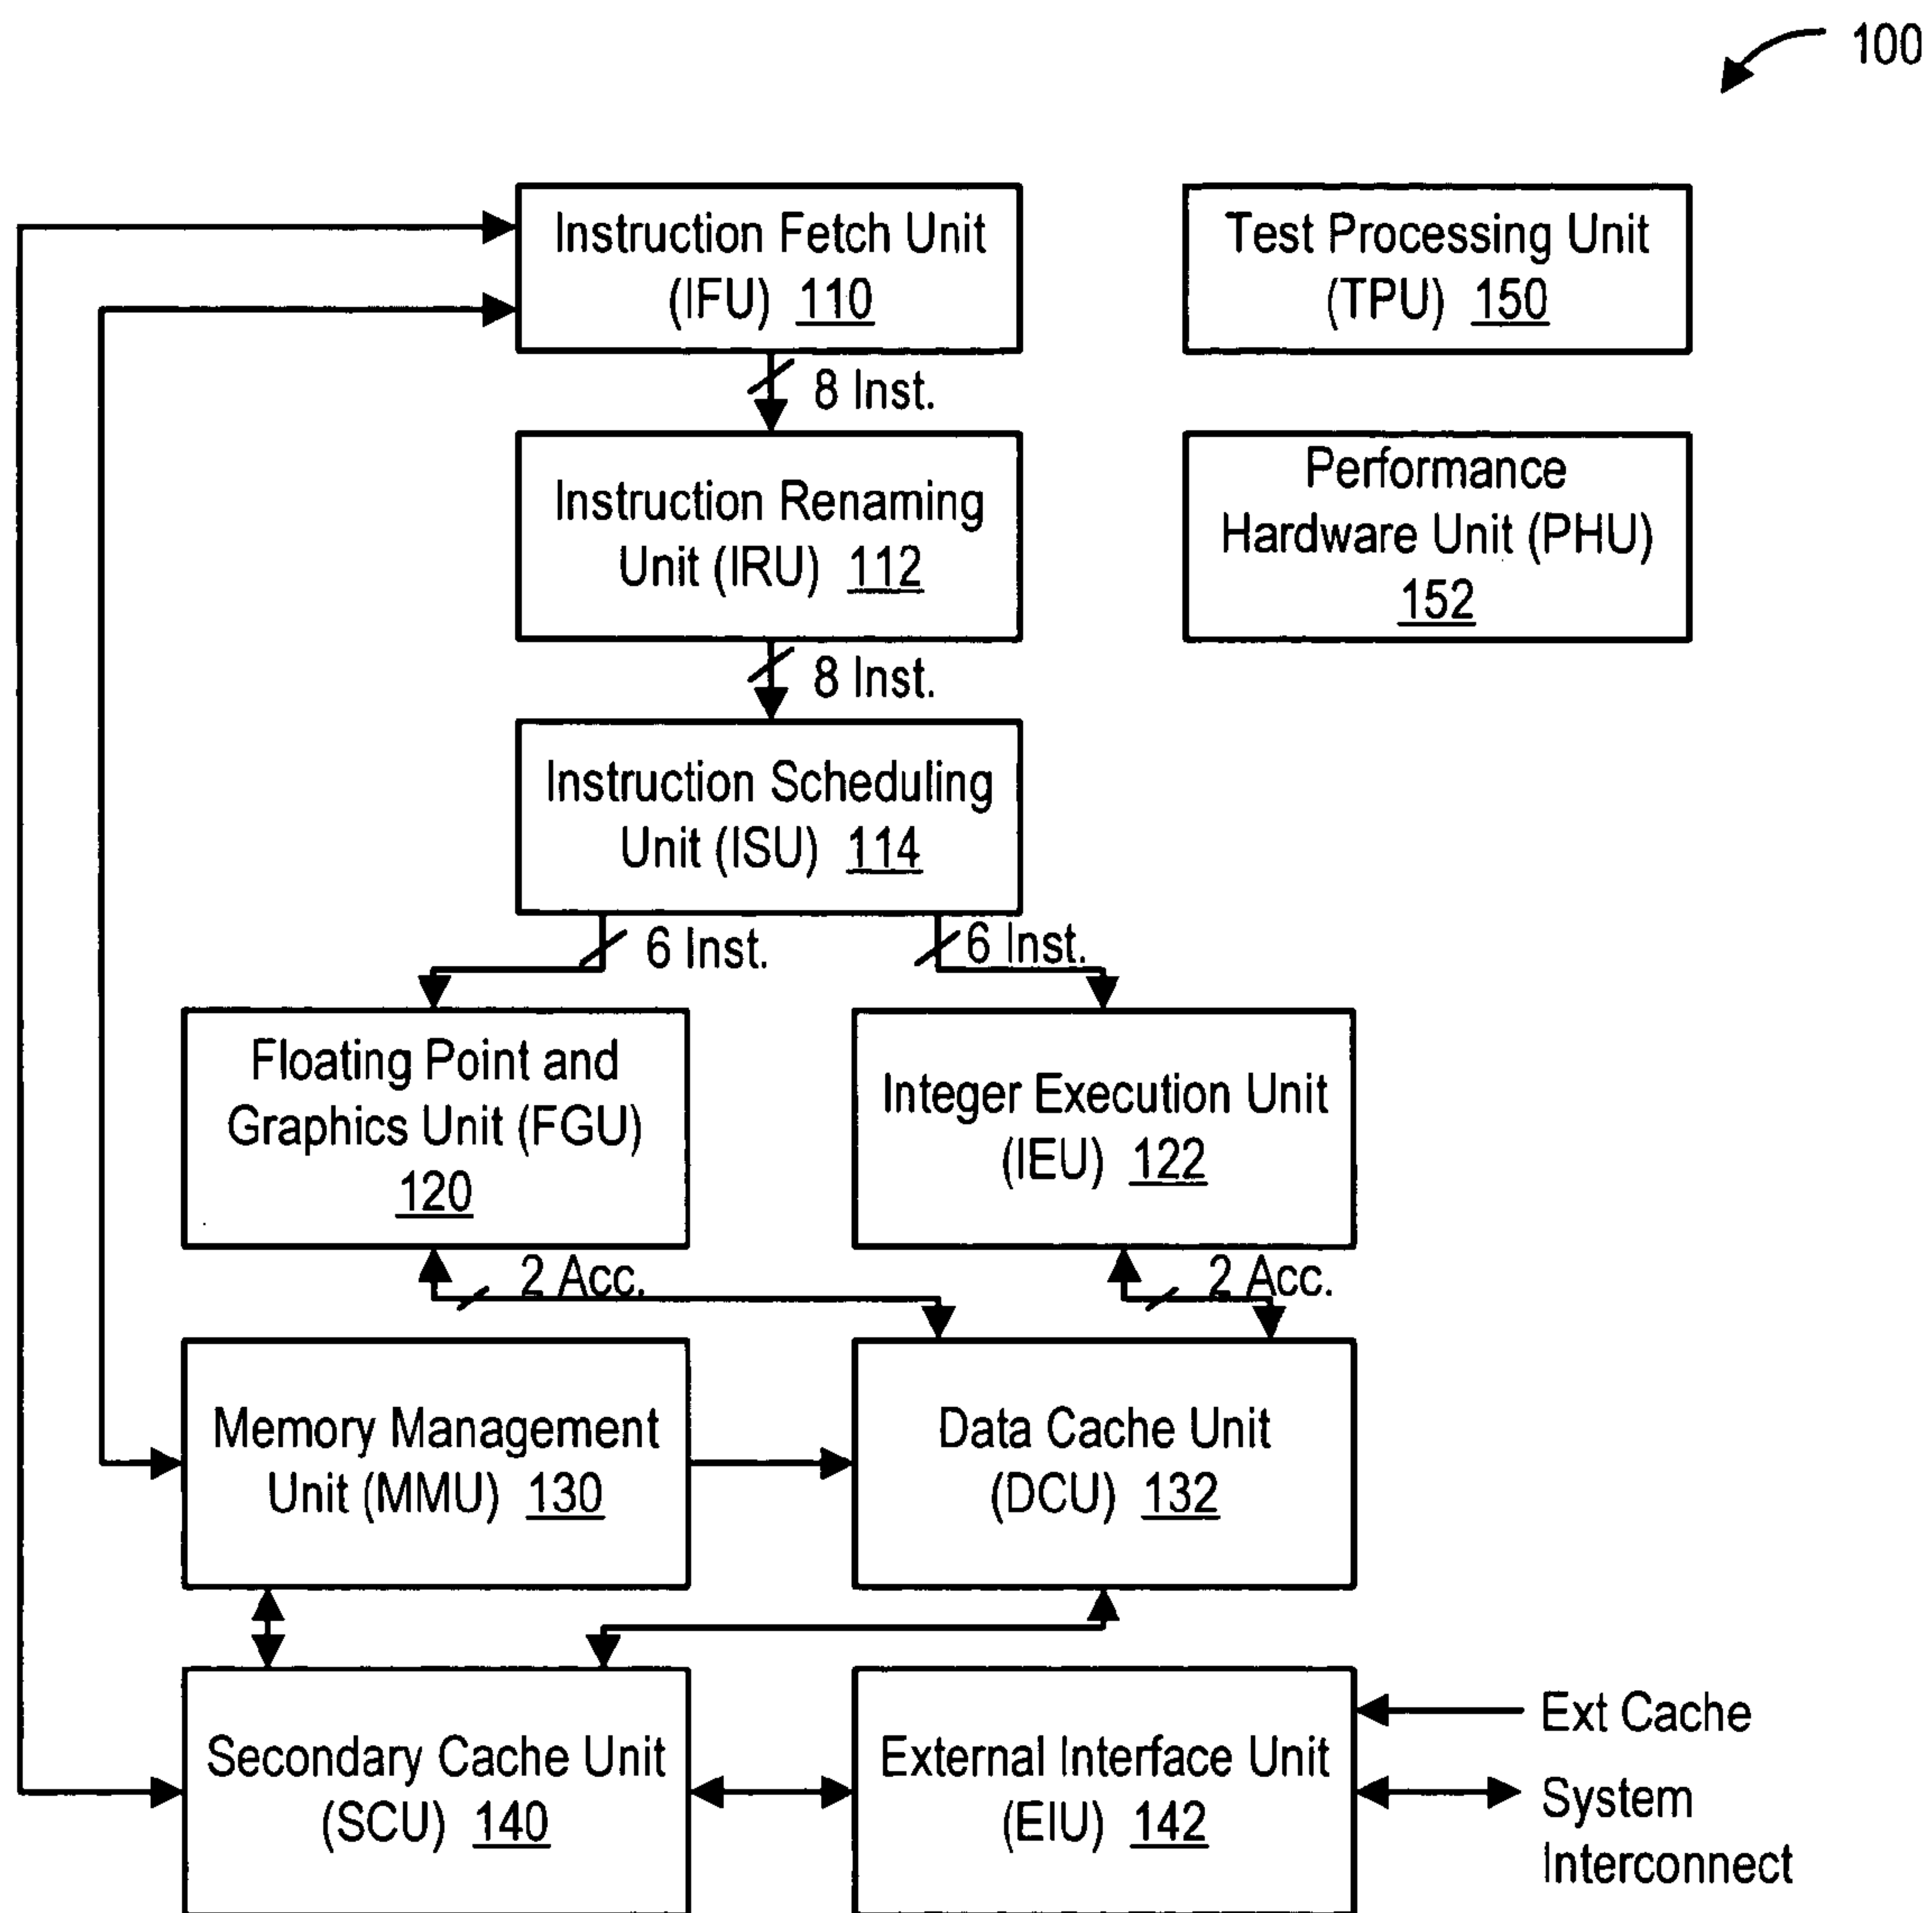 100
Instruction Fetch Unit
(IFU) 110
Test Processing Unit
(TPU) 150
8 Inst.
Instruction Renaming
Unit (IRU) 112
Performance
Hardware Unit (PHU)
152
8 Inst.
Instruction Scheduling
Unit (ISU) 114
6 Inst.
6 Inst.
Floating Point and
Graphics Unit (FGU)
120
Integer Execution Unit
(IEU) 122
2 Acc.
2 Acc.
Memory Management
Unit (MMU) 130
Data Cache Unit
(DCU) 132
Secondary Cache Unit
(SCU) 140
External Interface Unit
(EIU) 142
Ext Cache
System
Interconnect